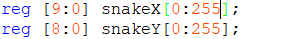 reg [9:0] snakeX[0:255];
reg [8:0] snakeY[0:255];